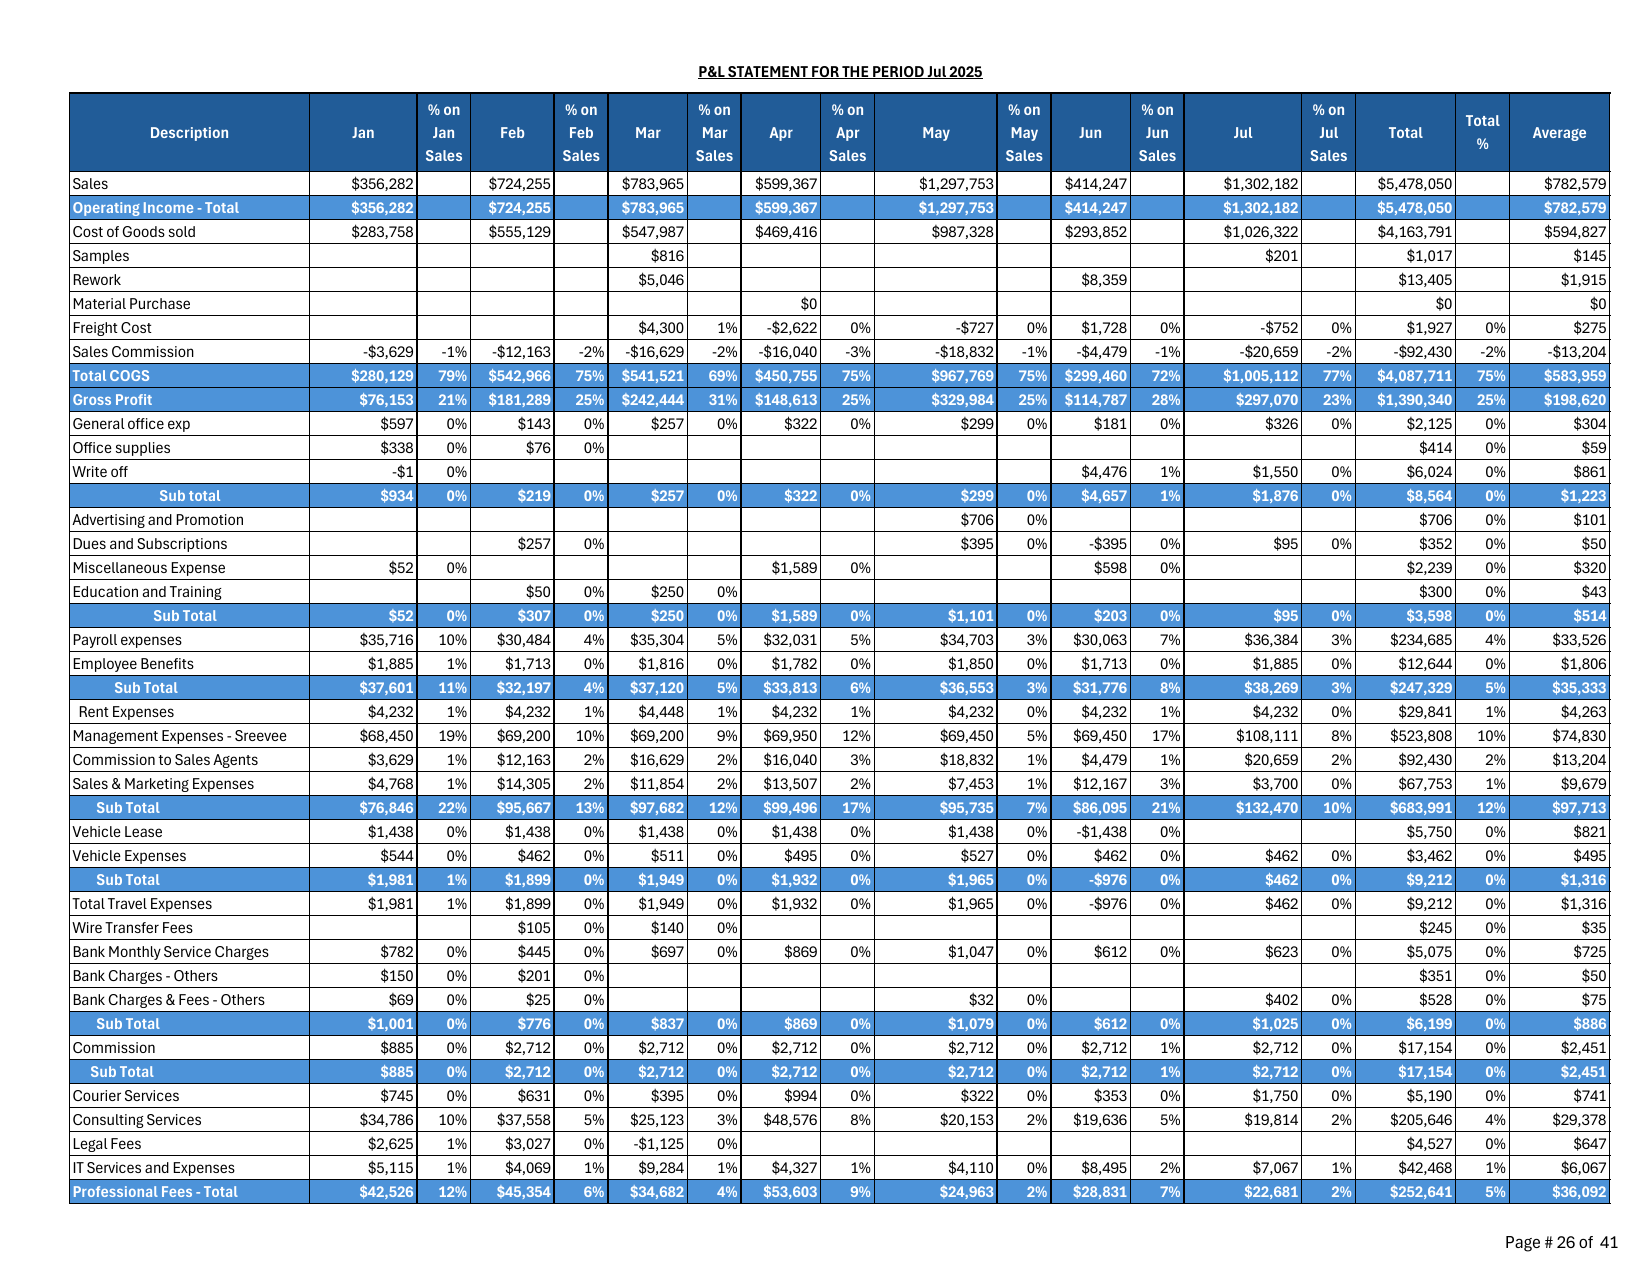 P&L STATEMENT FOR THE PERIOD Jul 2025
Description Jan % on Jan Sales Feb % on Feb Sales Mar % on Mar Sales Apr % on Apr Sales May % on May Sales Jun % on Jun Sales Jul % on Jul Sales Total Total % Average
Sales $356,282 $724,255 $783,965 $599,367 $1,297,753 $414,247 $1,302,182 $5,478,050 $782,579
Operating Income - Total $356,282 $724,255 $783,965 $599,367 $1,297,753 $414,247 $1,302,182 $5,478,050 $782,579
Cost of Goods sold $283,758 $555,129 $547,987 $469,416 $987,328 $293,852 $1,026,322 $4,163,791 $594,827
Samples $816 $201 $1,017 $145
Rework $5,046 $8,359 $13,405 $1,915
Material Purchase $0 $0 $0
Freight Cost $4,300 1% -$2,622 0% -$727 0% $1,728 0% -$752 0% $1,927 0% $275
Sales Commission -$3,629 -1% -$12,163 -2% -$16,629 -2% -$16,040 -3% -$18,832 -1% -$4,479 -1% -$20,659 -2% -$92,430 -2% -$13,204
Total COGS $280,129 79% $542,966 75% $541,521 69% $450,755 75% $967,769 75% $299,460 72% $1,005,112 77% $4,087,711 75% $583,959
Gross Profit $76,153 21% $181,289 25% $242,444 31% $148,613 25% $329,984 25% $114,787 28% $297,070 23% $1,390,340 25% $198,620
General office exp $597 0% $143 0% $257 0% $322 0% $299 0% $181 0% $326 0% $2,125 0% $304
Office supplies $338 0% $76 0% $414 0% $59
Write off -$1 0% $4,476 1% $1,550 0% $6,024 0% $861
Sub total $934 0% $219 0% $257 0% $322 0% $299 0% $4,657 1% $1,876 0% $8,564 0% $1,223
Advertising and Promotion $706 0% $706 0% $101
Dues and Subscriptions $257 0% $395 0% -$395 0% $95 0% $352 0% $50
Miscellaneous Expense $52 0% $1,589 0% $598 0% $2,239 0% $320
Education and Training $50 0% $250 0% $300 0% $43
Sub Total $52 0% $307 0% $250 0% $1,589 0% $1,101 0% $203 0% $95 0% $3,598 0% $514
Payroll expenses $35,716 10% $30,484 4% $35,304 5% $32,031 5% $34,703 3% $30,063 7% $36,384 3% $234,685 4% $33,526
Employee Benefits $1,885 1% $1,713 0% $1,816 0% $1,782 0% $1,850 0% $1,713 0% $1,885 0% $12,644 0% $1,806
Sub Total $37,601 11% $32,197 4% $37,120 5% $33,813 6% $36,553 3% $31,776 8% $38,269 3% $247,329 5% $35,333
Rent Expenses $4,232 1% $4,232 1% $4,448 1% $4,232 1% $4,232 0% $4,232 1% $4,232 0% $29,841 1% $4,263
Management Expenses - Sreevee $68,450 19% $69,200 10% $69,200 9% $69,950 12% $69,450 5% $69,450 17% $108,111 8% $523,808 10% $74,830
Commission to Sales Agents $3,629 1% $12,163 2% $16,629 2% $16,040 3% $18,832 1% $4,479 1% $20,659 2% $92,430 2% $13,204
Sales & Marketing Expenses $4,768 1% $14,305 2% $11,854 2% $13,507 2% $7,453 1% $12,167 3% $3,700 0% $67,753 1% $9,679
Sub Total $76,846 22% $95,667 13% $97,682 12% $99,496 17% $95,735 7% $86,095 21% $132,470 10% $683,991 12% $97,713
Vehicle Lease $1,438 0% $1,438 0% $1,438 0% $1,438 0% $1,438 0% -$1,438 0% $5,750 0% $821
Vehicle Expenses $544 0% $462 0% $511 0% $495 0% $527 0% $462 0% $462 0% $3,462 0% $495
Sub Total $1,981 1% $1,899 0% $1,949 0% $1,932 0% $1,965 0% -$976 0% $462 0% $9,212 0% $1,316
Total Travel Expenses $1,981 1% $1,899 0% $1,949 0% $1,932 0% $1,965 0% -$976 0% $462 0% $9,212 0% $1,316
Wire Transfer Fees $105 0% $140 0% $245 0% $35
Bank Monthly Service Charges $782 0% $445 0% $697 0% $869 0% $1,047 0% $612 0% $623 0% $5,075 0% $725
Bank Charges - Others $150 0% $201 0% $351 0% $50
Bank Charges & Fees - Others $69 0% $25 0% $32 0% $402 0% $528 0% $75
Sub Total $1,001 0% $776 0% $837 0% $869 0% $1,079 0% $612 0% $1,025 0% $6,199 0% $886
Commission $885 0% $2,712 0% $2,712 0% $2,712 0% $2,712 0% $2,712 1% $2,712 0% $17,154 0% $2,451
Sub Total $885 0% $2,712 0% $2,712 0% $2,712 0% $2,712 0% $2,712 1% $2,712 0% $17,154 0% $2,451
Courier Services $745 0% $631 0% $395 0% $994 0% $322 0% $353 0% $1,750 0% $5,190 0% $741
Consulting Services $34,786 10% $37,558 5% $25,123 3% $48,576 8% $20,153 2% $19,636 5% $19,814 2% $205,646 4% $29,378
Legal Fees $2,625 1% $3,027 0% -$1,125 0% $4,527 0% $647
IT Services and Expenses $5,115 1% $4,069 1% $9,284 1% $4,327 1% $4,110 0% $8,495 2% $7,067 1% $42,468 1% $6,067
Professional Fees - Total $42,526 12% $45,354 6% $34,682 4% $53,603 9% $24,963 2% $28,831 7% $22,681 2% $252,641 5% $36,092
Page # 26 of 41